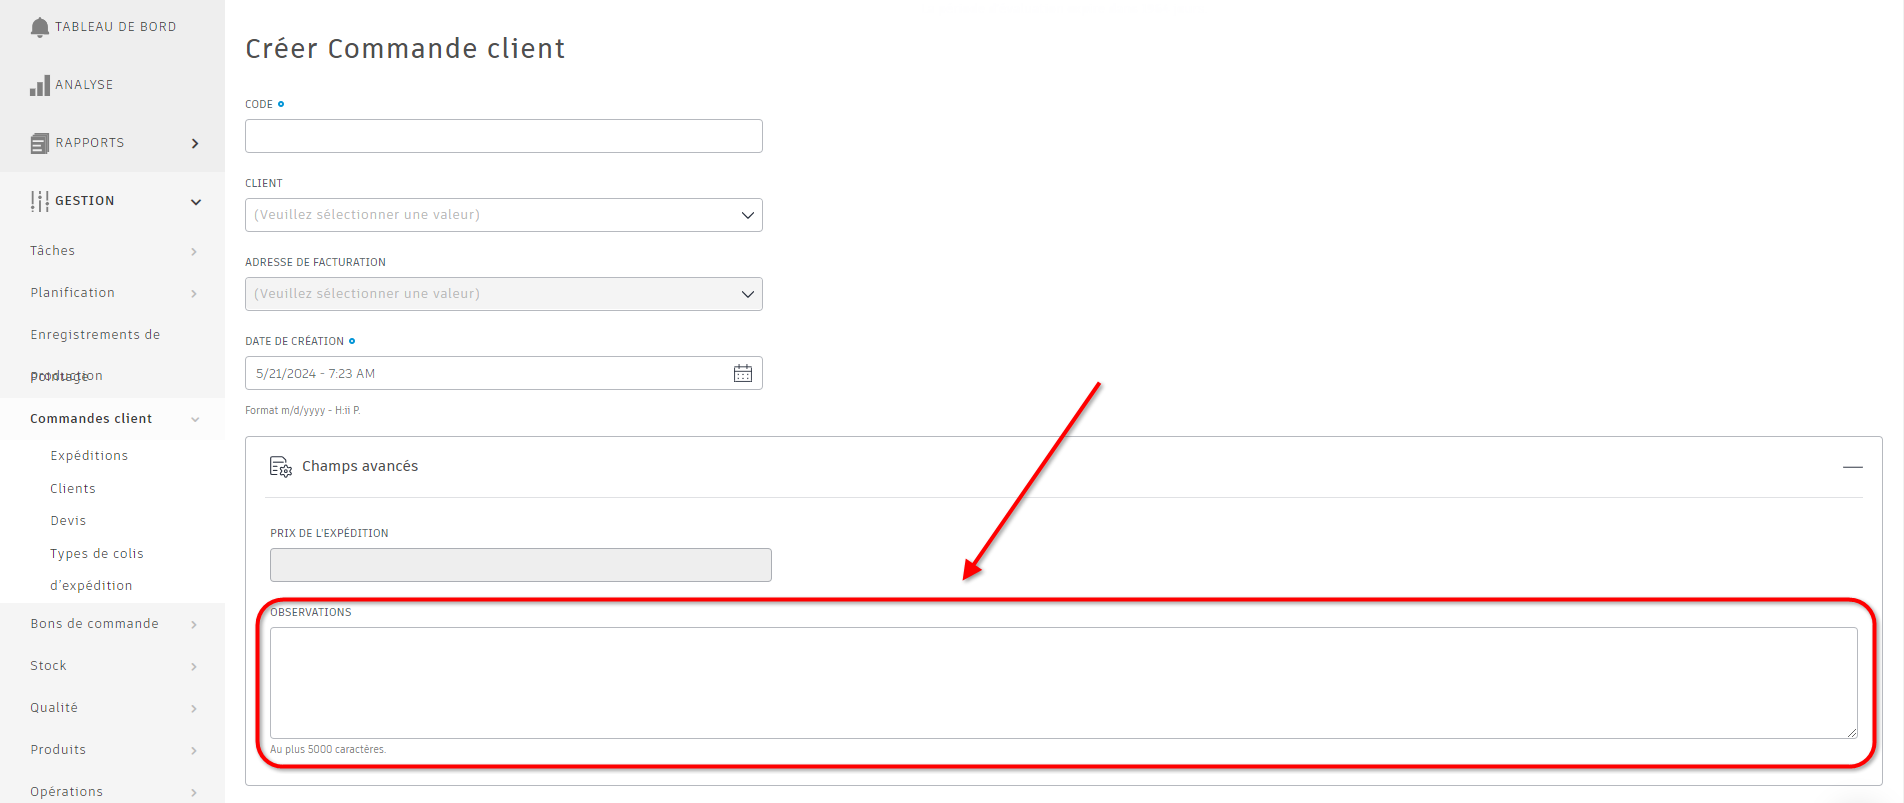 TABLEAU DE BORD
ANALYSE
RAPPORTS
GESTION
Tâches
Planification
Enregistrements de
production
Pointage
Commandes client
Expéditions
Clients
Devis
Types de colis
d'expédition
Bons de commande
Stock
Qualité
Produits
Opérations
Créer Commande client
CODE
CLIENT
(Veuillez sélectionner une valeur)
ADRESSE DE FACTURATION
(Veuillez sélectionner une valeur)
DATE DE CRÉATION
5/21/2024 - 7:23 AM
Format m/d/yyyy - H:ii P.
Champs avancés
PRIX DE L'EXPÉDITION
OBSERVATIONS
Au plus 5000 caractères.